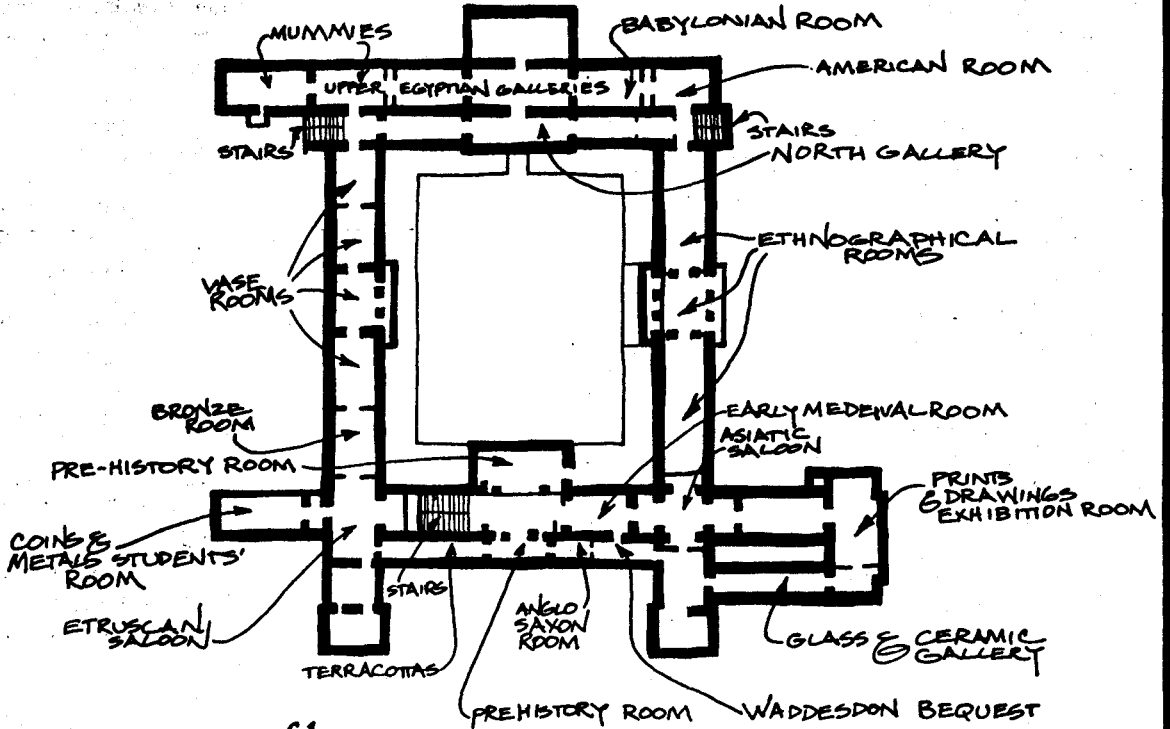 MUMMIES
BABYLONIAN ROOM
AMERICAN ROOM
UPPER EGYPTIAN GALLERIES
STAIRS
STAIRS
NORTH GALLERY
ETHNOGRAPHICAL
ROOMS
VASE
ROOMS
BRONZE
ROOM
EARLY MEDEIVAL ROOM
ASIATIC
SALOON
PRE-HISTORY ROOM
PRINTS
& DRAWINGS
EXHIBITION ROOM
COINS &
METALS STUDENTS'
ROOM
STAIRS
ETRUSCAN
SALOON
ANGLO
SAXON
ROOM
GLASS & CERAMIC
GALLERY
TERRACOTTAS
PREHISTORY ROOM
WADDESDON BEQUEST